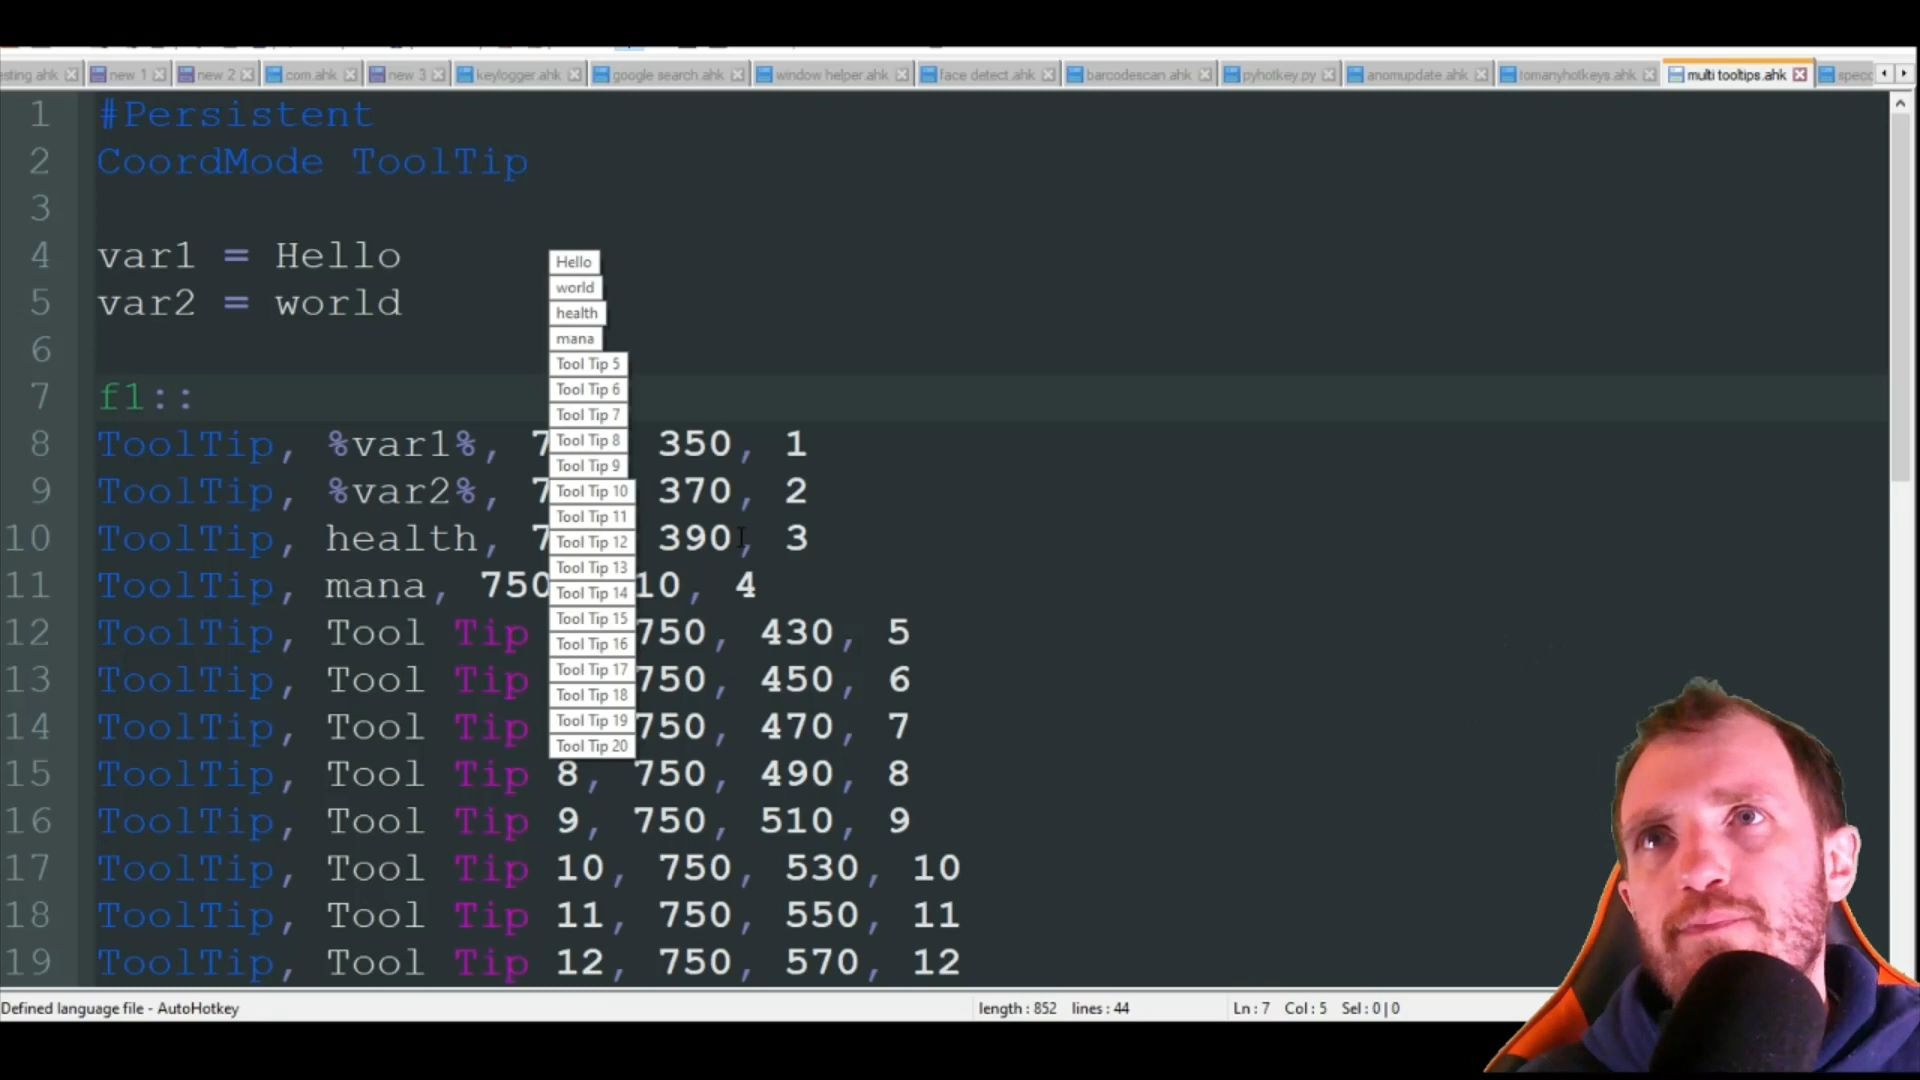 esting.ahk new 1 new 2 com.ahk new 3 keylogger.ahk google search.ahk window helper.ahk face detect.ahk barcodescan.ahk pyhotkey.py anomupdate.ahk tomanyhotkeys.ahk multi tooltips.ahk
1 #Persistent
2 CoordMode ToolTip
3
4 var1 = Hello
5 var2 = world
6
7 f1::
8 ToolTip, %var1%, 7 350, 1
9 ToolTip, %var2%, 7 370, 2
10 ToolTip, health, 7 390, 3
11 ToolTip, mana, 750 10, 4
12 ToolTip, Tool Tip 750, 430, 5
13 ToolTip, Tool Tip 750, 450, 6
14 ToolTip, Tool Tip 750, 470, 7
15 ToolTip, Tool Tip 8, 750, 490, 8
16 ToolTip, Tool Tip 9, 750, 510, 9
17 ToolTip, Tool Tip 10, 750, 530, 10
18 ToolTip, Tool Tip 11, 750, 550, 11
19 ToolTip, Tool Tip 12, 750, 570, 12
Hello
world
health
mana
Tool Tip 5
Tool Tip 6
Tool Tip 7
Tool Tip 8
Tool Tip 9
Tool Tip 10
Tool Tip 11
Tool Tip 12
Tool Tip 13
Tool Tip 14
Tool Tip 15
Tool Tip 16
Tool Tip 17
Tool Tip 18
Tool Tip 19
Tool Tip 20
Defined language file - AutoHotkey length : 852 lines : 44 Ln : 7 Col : 5 Sel : 0 | 0